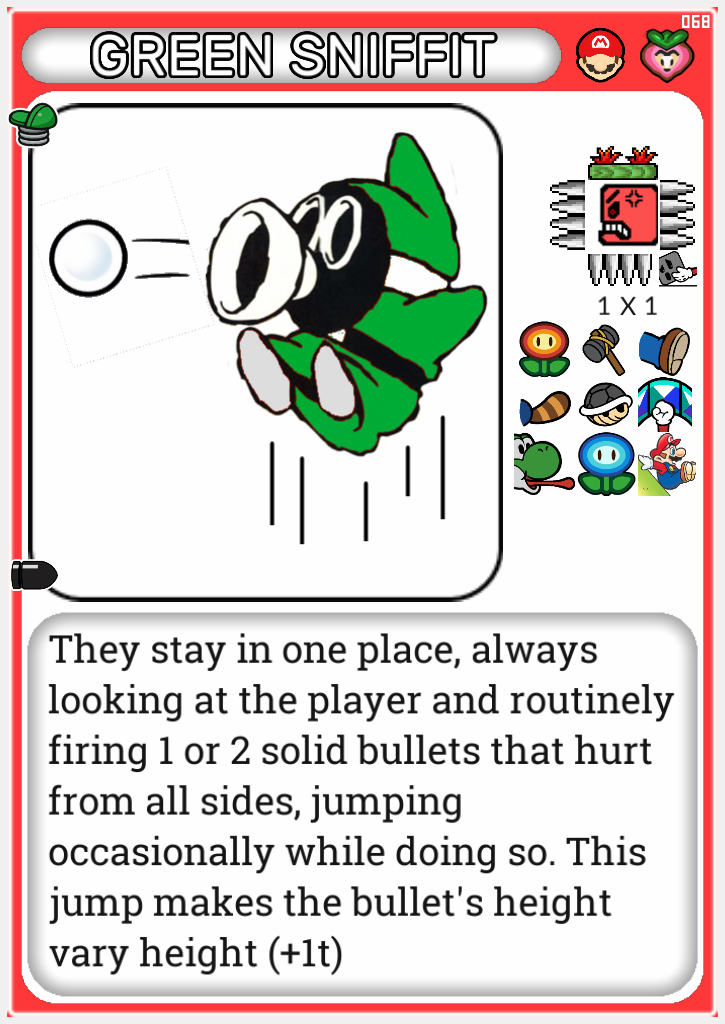 068
GREEN SNIFFIT
M
1 X 1
They stay in one place, always
looking at the player and routinely
firing 1 or 2 solid bullets that hurt
from all sides, jumping
occasionally while doing so. This
jump makes the bullet's height
vary height (+1t)